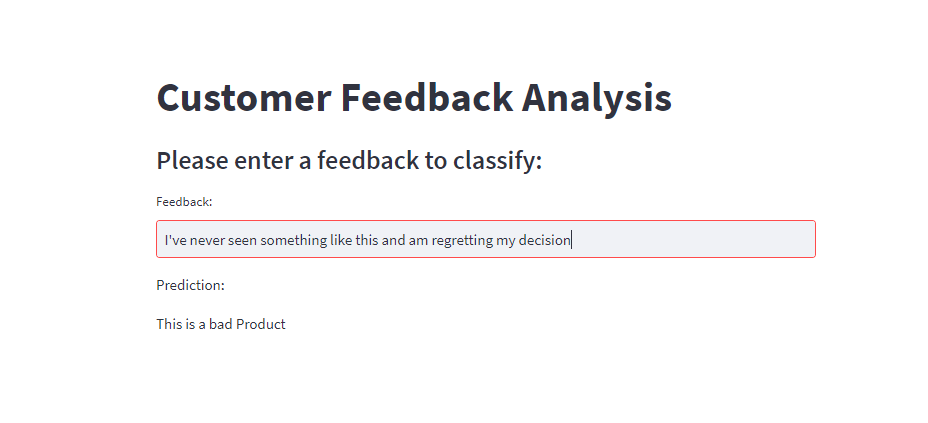 Customer Feedback Analysis
Please enter a feedback to classify:
Feedback:
I've never seen something like this and am regretting my decision
Prediction:
This is a bad Product